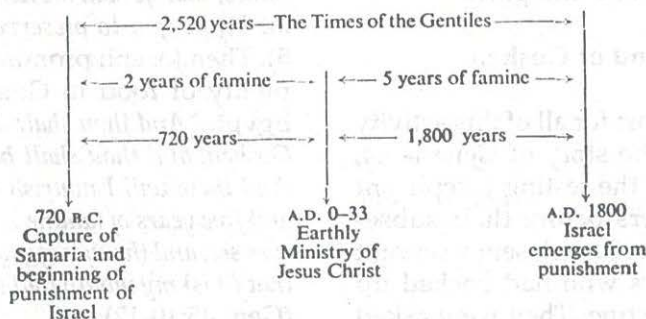 2,520 years—The Times of the Gentiles
2 years of famine
5 years of famine
720 years
1,800 years
720 B.C.
Capture of
Samaria and
beginning of
punishment of
Israel
A.D. 0–33
Earthly
Ministry of
Jesus Christ
A.D. 1800
Israel
emerges from
punishment